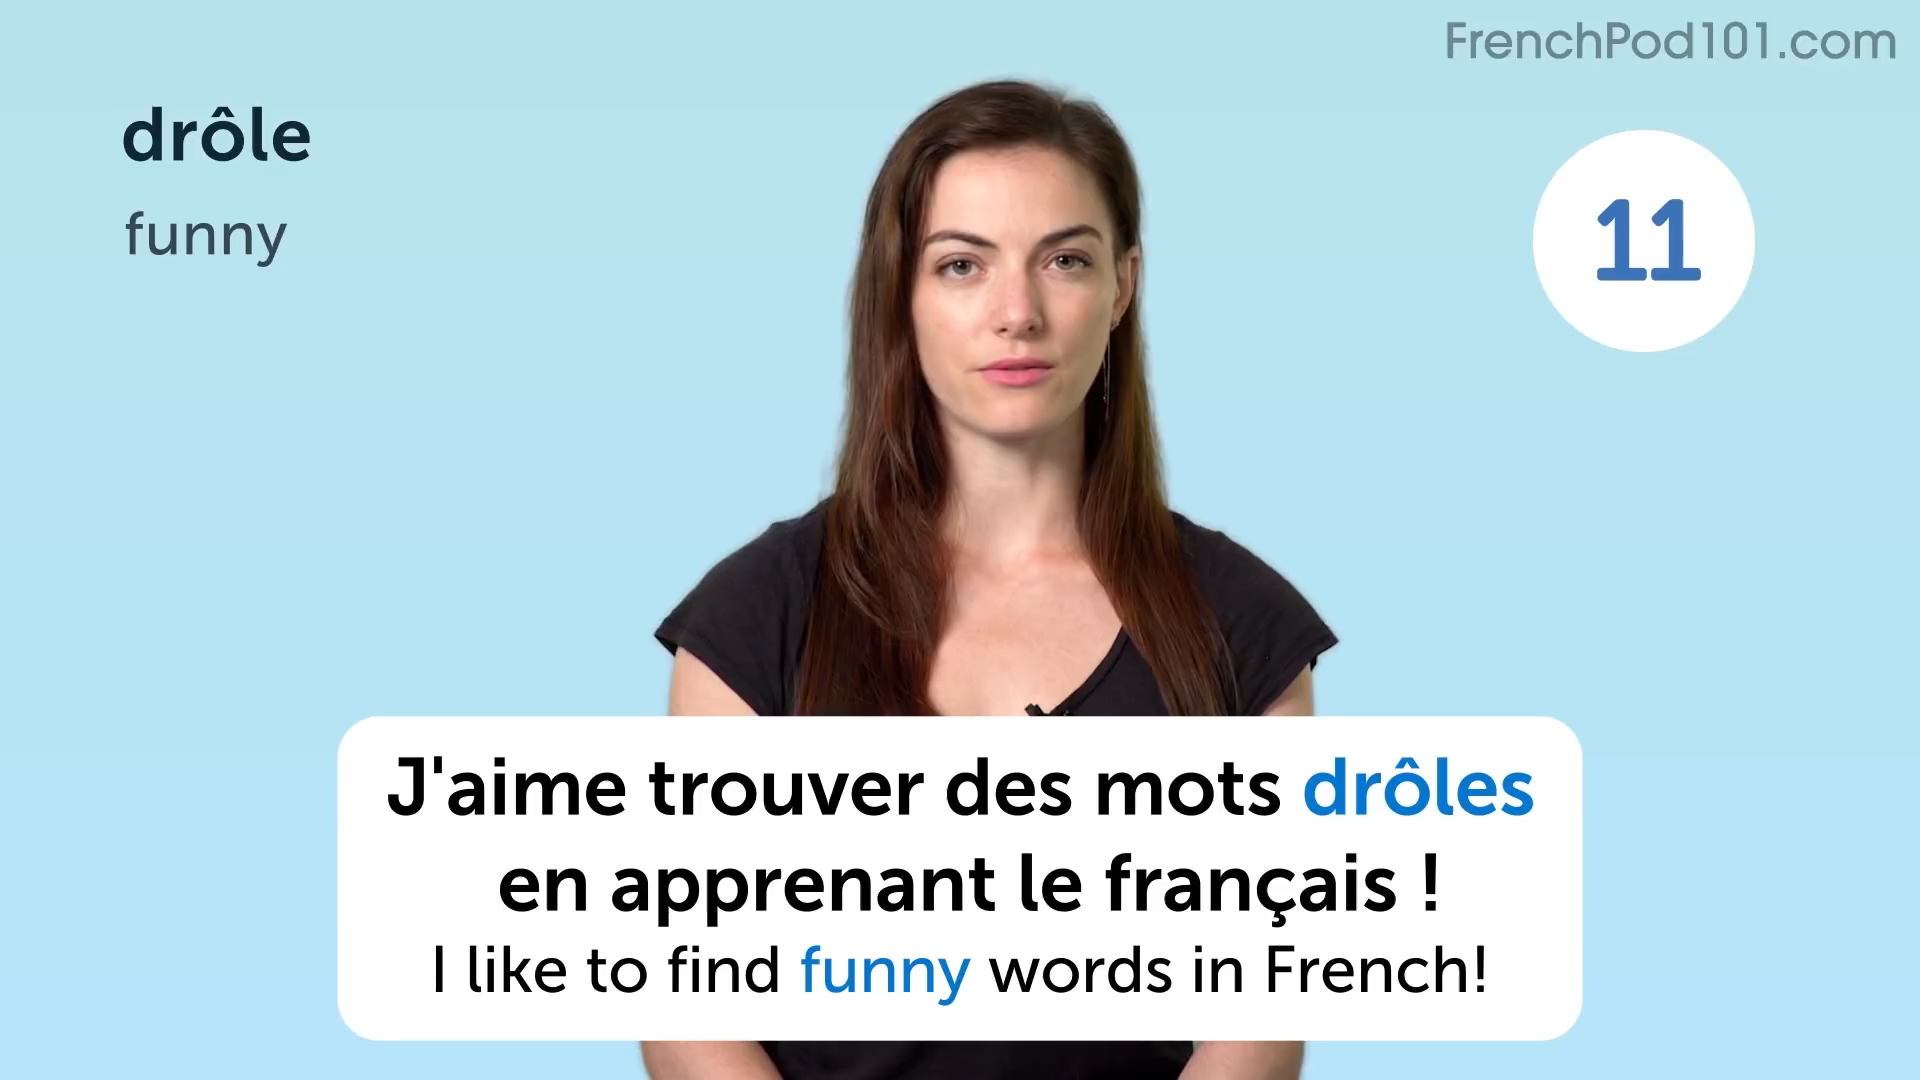 FrenchPod101.com
drôle
funny
11
J'aime trouver des mots drôles
en apprenant le français !
I like to find funny words in French!